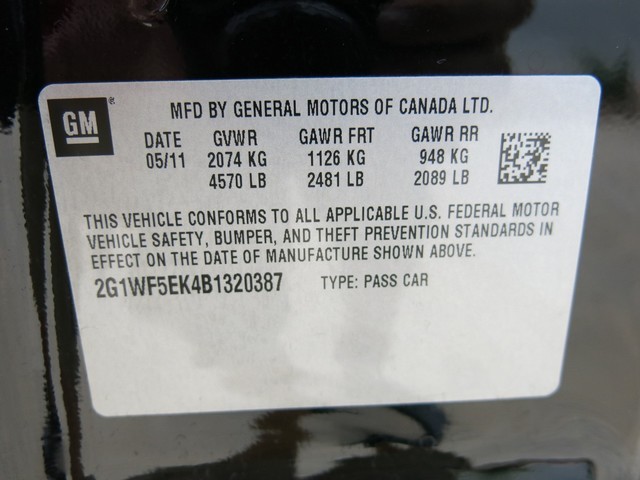 GM ®
MFD BY GENERAL MOTORS OF CANADA LTD.
DATE GVWR GAWR FRT GAWR RR
05/11 2074 KG 1126 KG 948 KG
4570 LB 2481 LB 2089 LB
THIS VEHICLE CONFORMS TO ALL APPLICABLE U.S. FEDERAL MOTOR
VEHICLE SAFETY, BUMPER, AND THEFT PREVENTION STANDARDS IN
EFFECT ON THE DATE OF MANUFACTURE SHOWN ABOVE.
2G1WF5EK4B1320387 TYPE: PASS CAR